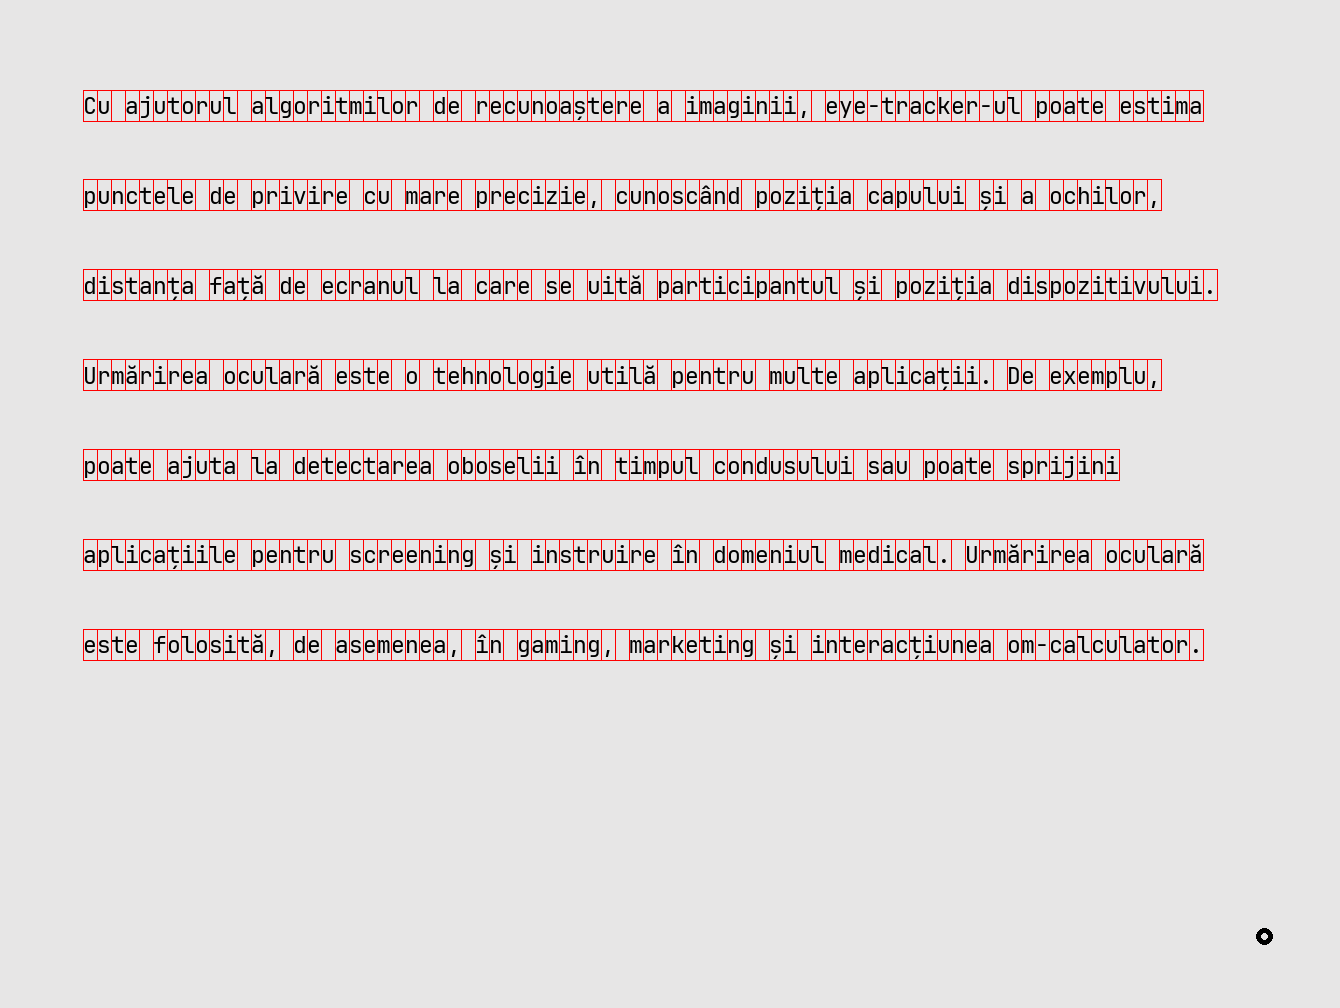 Cu ajutorul algoritmilor de recunoaștere a imaginii, eye-tracker-ul poate estima
punctele de privire cu mare precizie, cunoscând poziția capului și a ochilor,
distanța față de ecranul la care se uită participantul și poziția dispozitivului.
Urmărirea oculară este o tehnologie utilă pentru multe aplicații. De exemplu,
poate ajuta la detectarea oboselii în timpul condusului sau poate sprijini
aplicațiile pentru screening și instruire în domeniul medical. Urmărirea oculară
este folosită, de asemenea, în gaming, marketing și interacțiunea om-calculator.